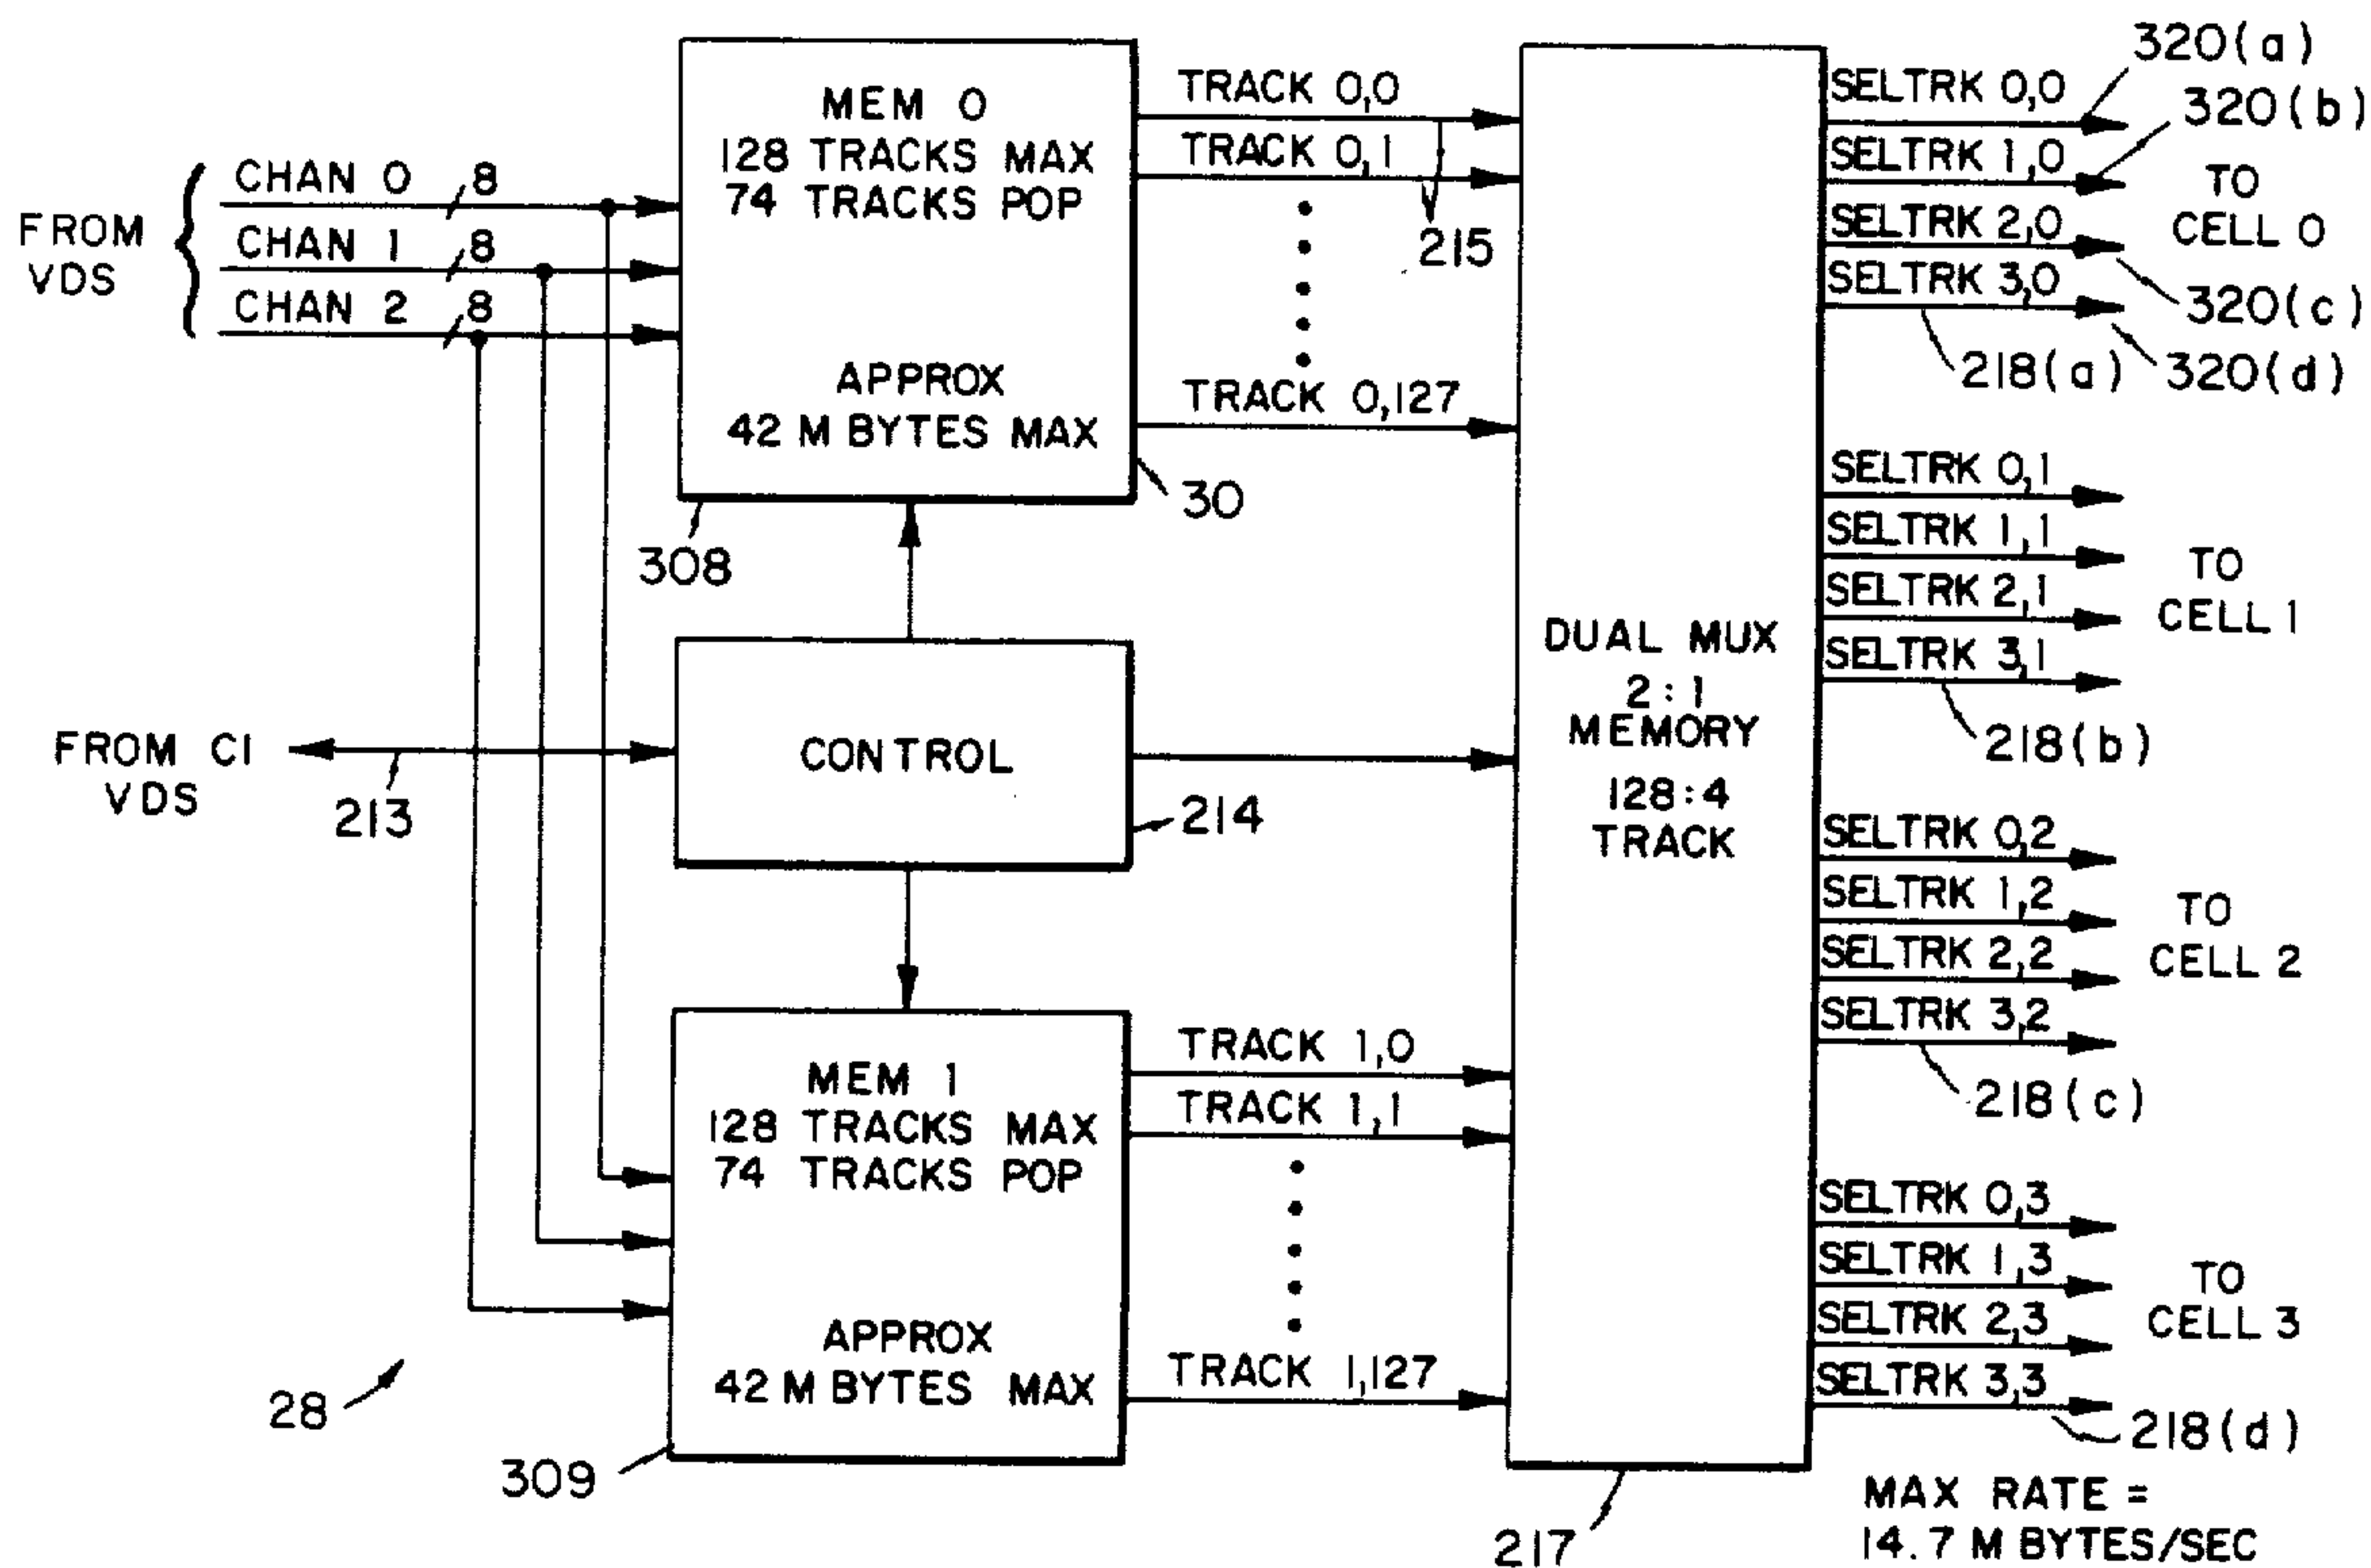 FROM
VDS
CHAN 0 8
CHAN 1 8
CHAN 2 8
MEM 0
128 TRACKS MAX
74 TRACKS POP
APPROX
42 M BYTES MAX
30
308
TRACK 0,0
TRACK 0,1
215
TRACK 0,127
FROM CI
VDS
213
CONTROL
214
MEM 1
128 TRACKS MAX
74 TRACKS POP
APPROX
42 M BYTES MAX
309
28
TRACK 1,0
TRACK 1,1
TRACK 1,127
DUAL MUX
2:1
MEMORY
128:4
TRACK
217
SELTRK 0,0
SELTRK 1,0
SELTRK 2,0
SELTRK 3,0
320(a)
320(b)
TO
CELL 0
320(c)
218(a)
320(d)
SELTRK 0,1
SELTRK 1,1
SELTRK 2,1
SELTRK 3,1
TO
CELL 1
218(b)
SELTRK 0,2
SELTRK 1,2
SELTRK 2,2
SELTRK 3,2
TO
CELL 2
218(c)
SELTRK 0,3
SELTRK 1,3
SELTRK 2,3
SELTRK 3,3
TO
CELL 3
218(d)
MAX RATE =
14.7 M BYTES/SEC